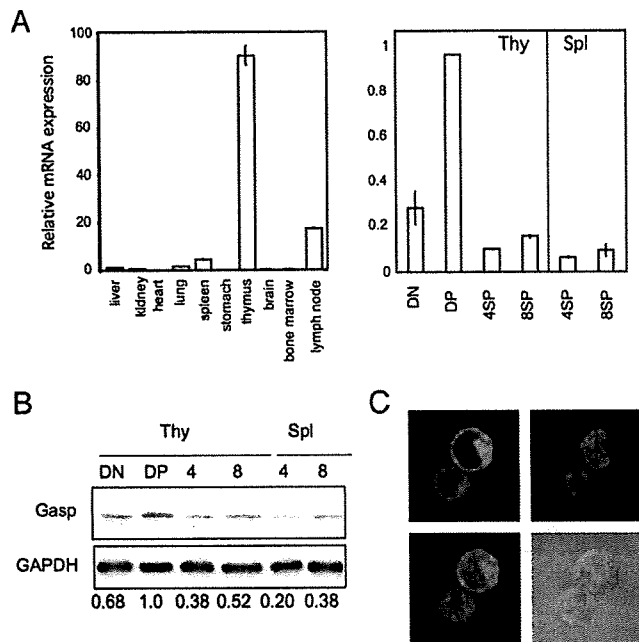 A
Relative mRNA expression
100
80
60
40
20
0
liver
kidney
heart
lung
spleen
stomach
thymus
brain
bone marrow
lymph node
Thy Spl
1
0.8
0.6
0.4
0.2
0
DN
DP
4SP
8SP
4SP
8SP
B
Thy Spl
DN DP 4 8 4 8
Gasp
GAPDH
0.68 1.0 0.38 0.52 0.20 0.38
C